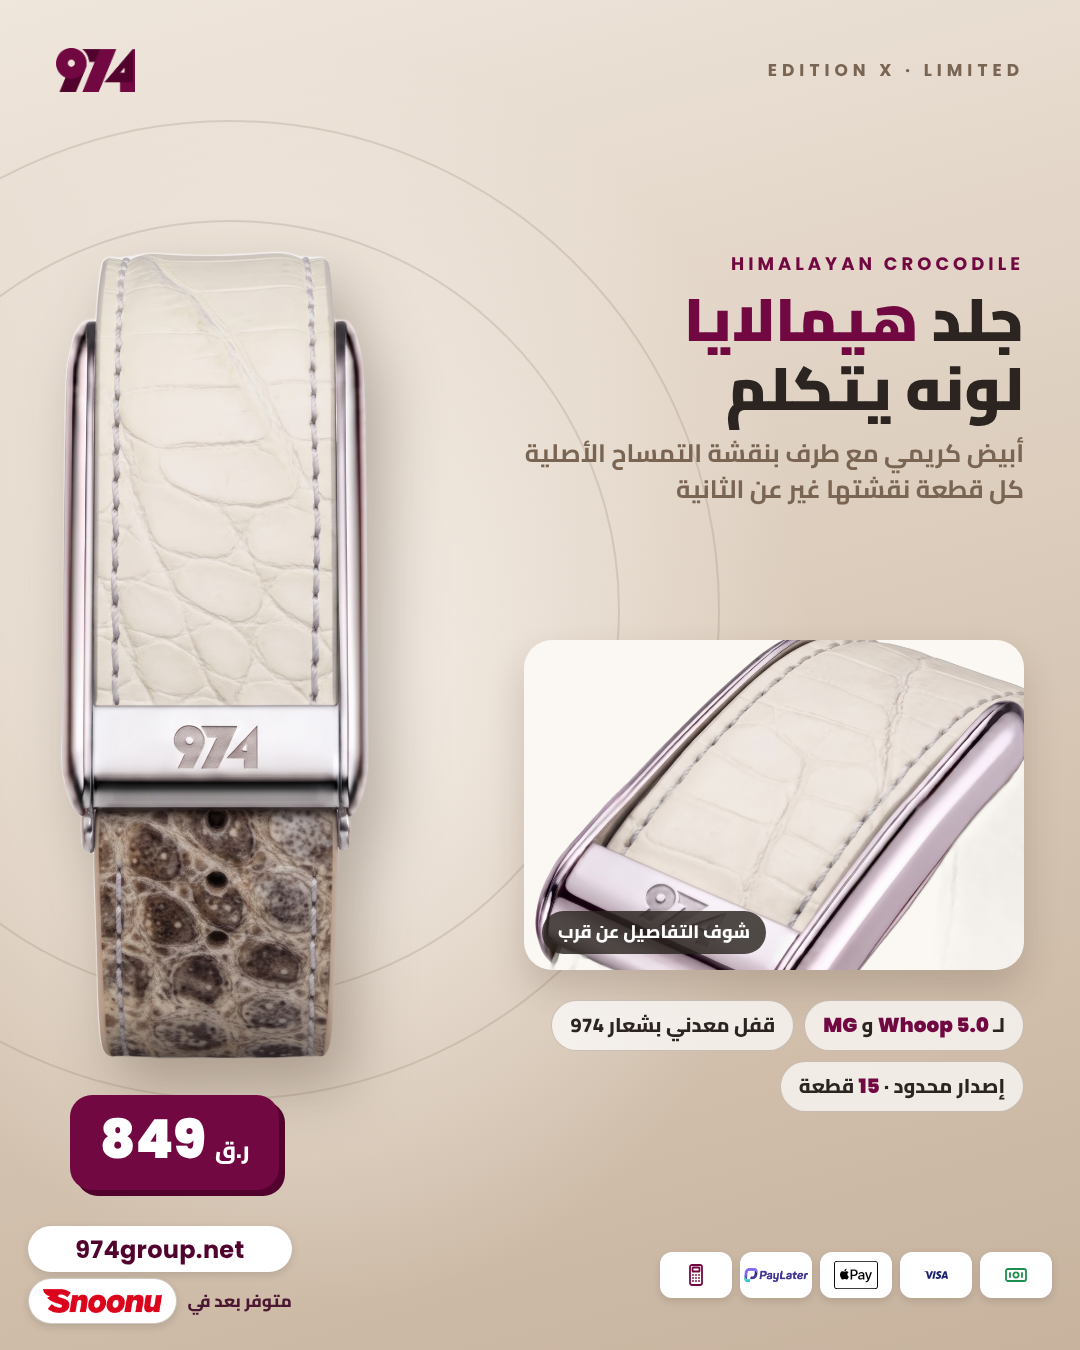 974
EDITION X · LIMITED
HIMALAYAN CROCODILE
جلد هيمالايا
لونه يتكلم
أبيض كريمي مع طرف بنقشة التمساح الأصلية
كل قطعة نقشتها غير عن الثانية
974
974
شوف التفاصيل عن قرب
لـ Whoop 5.0 و MG
قفل معدني بشعار 974
إصدار محدود · 15 قطعة
849 ر.ق
974group.net
متوفر بعد في Snoonu
PayLater
Pay
VISA